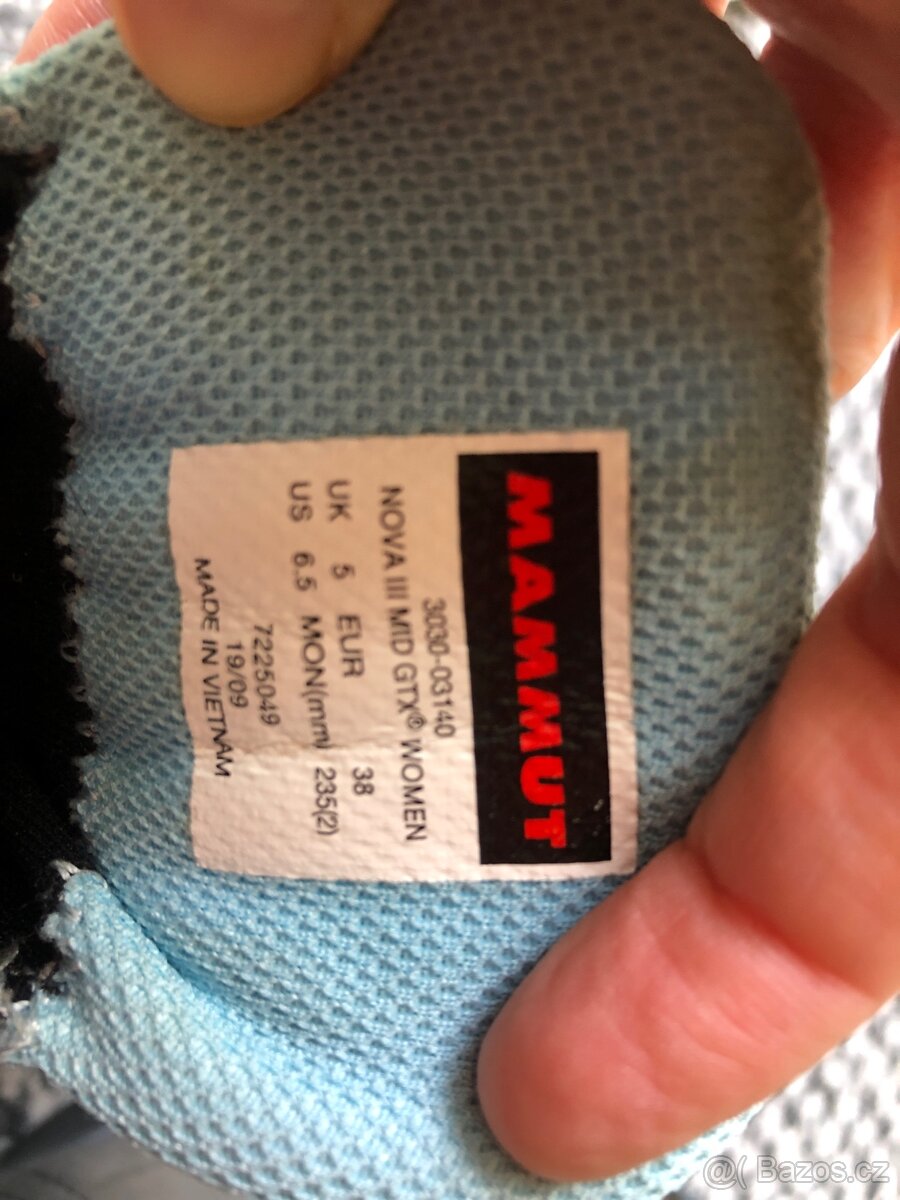 MAMMUT
3030-03140
NOVA III MID GTX® WOMEN
UK 5 EUR 38
US 6.5 MON(mm) 235(2)
7225049
19/09
MADE IN VIETNAM
@( Bazos.cz